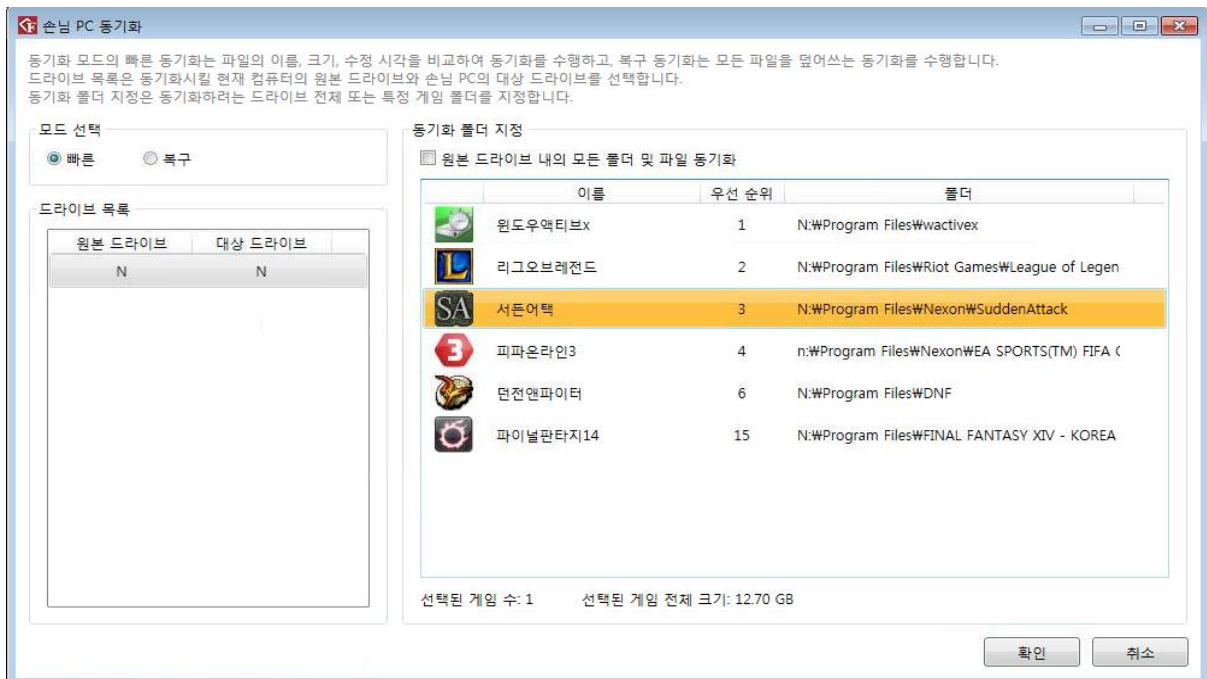 손님 PC 동기화
동기화 모드의 빠른 동기화는 파일의 이름, 크기, 수정 시각을 비교하여 동기화를 수행하고, 복구 동기화는 모든 파일을 덮어쓰는 동기화를 수행합니다.
드라이브 목록은 동기화시킬 현재 컴퓨터의 원본 드라이브와 손님 PC의 대상 드라이브를 선택합니다.
동기화 폴더 지정은 동기화하려는 드라이브 전체 또는 특정 게임 폴더를 지정합니다.
모드 선택
빠른 복구
드라이브 목록
원본 드라이브 대상 드라이브
N N
동기화 폴더 지정
원본 드라이브 내의 모든 폴더 및 파일 동기화
이름 우선 순위 폴더
윈도우액티브x 1 N:₩Program Files₩wactivex
L 리그오브레전드 2 N:₩Program Files₩Riot Games₩League of Legen
SA 서든어택 3 N:₩Program Files₩Nexon₩SuddenAttack
3 피파온라인3 4 n:₩Program Files₩Nexon₩EA SPORTS(TM) FIFA (
던전앤파이터 6 N:₩Program Files₩DNF
파이널판타지14 15 N:₩Program Files₩FINAL FANTASY XIV - KOREA
선택된 게임 수: 1 선택된 게임 전체 크기: 12.70 GB
확인 취소